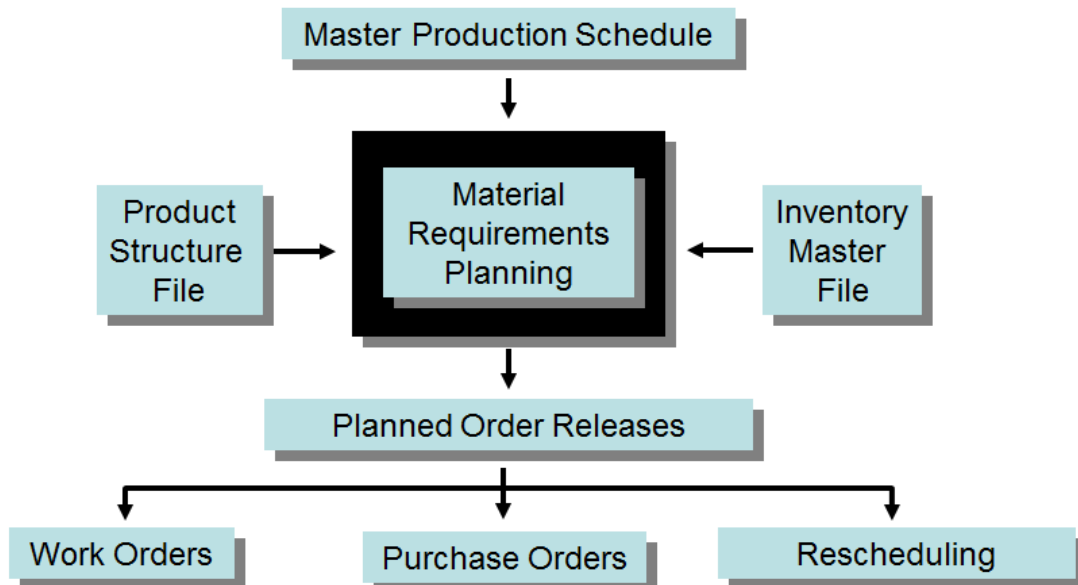 Master Production Schedule
Product
Structure
File
Material
Requirements
Planning
Inventory
Master
File
Planned Order Releases
Work Orders
Purchase Orders
Rescheduling